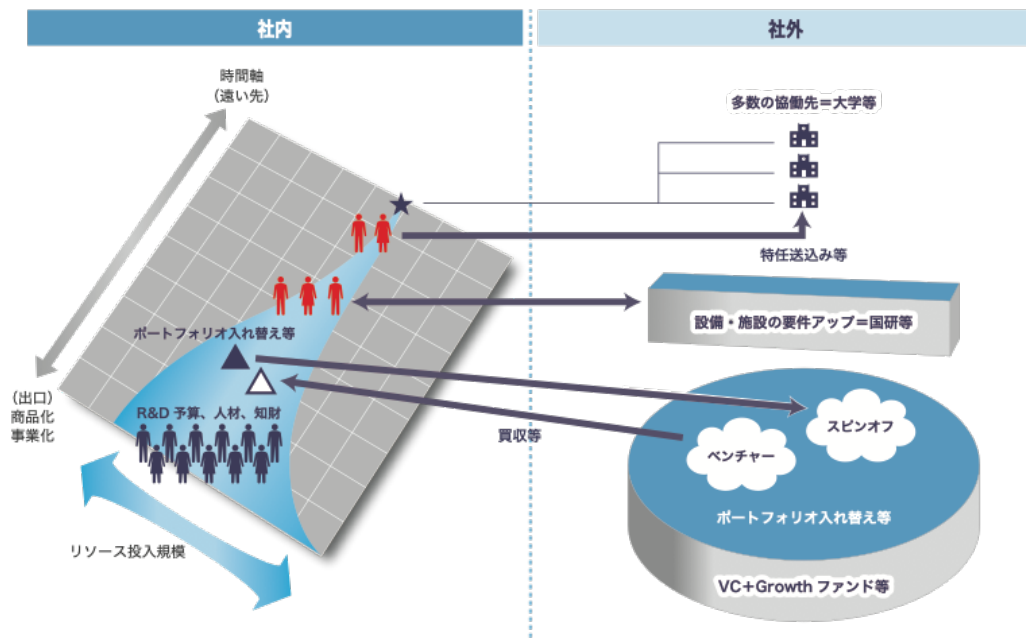 社内
社外
時間軸
(遠い先)
多数の協働先＝大学等
特任送込み等
設備・施設の要件アップ＝国研等
ポートフォリオ入れ替え等
(出口)
商品化
事業化
R&D 予算、人材、知財
買収等
スピンオフ
ベンチャー
ポートフォリオ入れ替え等
リソース投入規模
VC＋Growth ファンド等